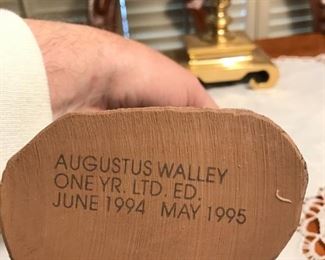 AUGUSTUS WALLEY
ONE YR. LTD. ED.
JUNE 1994 MAY 1995